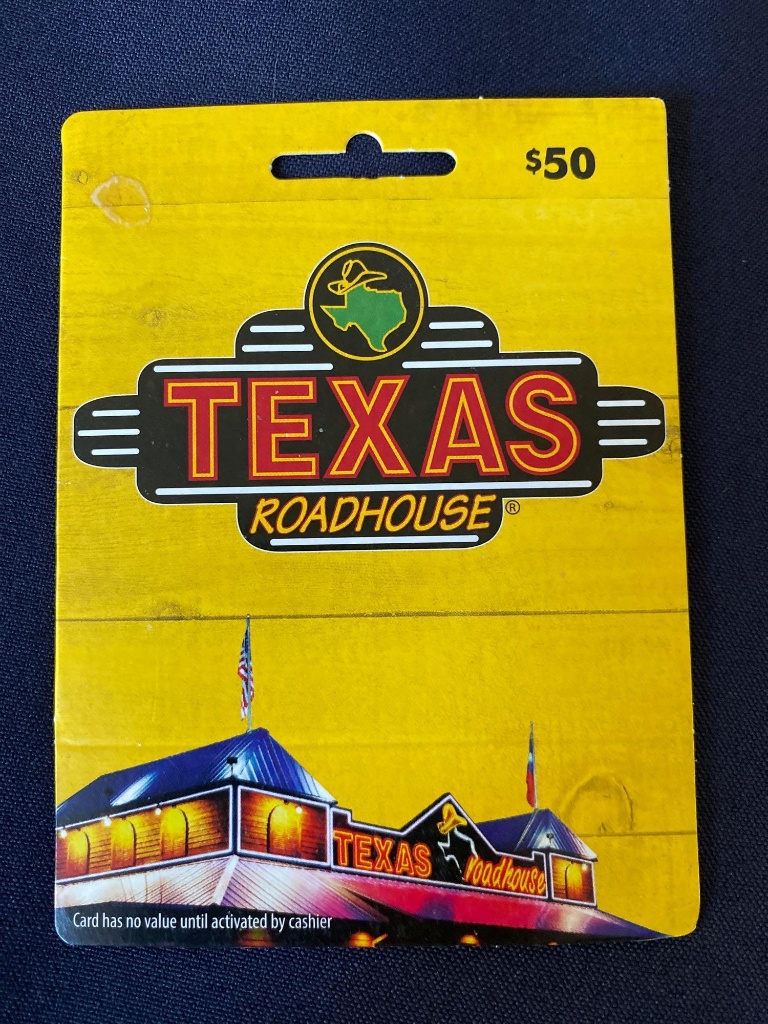 $50
TEXAS
ROADHOUSE®
TEXAS roadhouse
Card has no value until activated by cashier